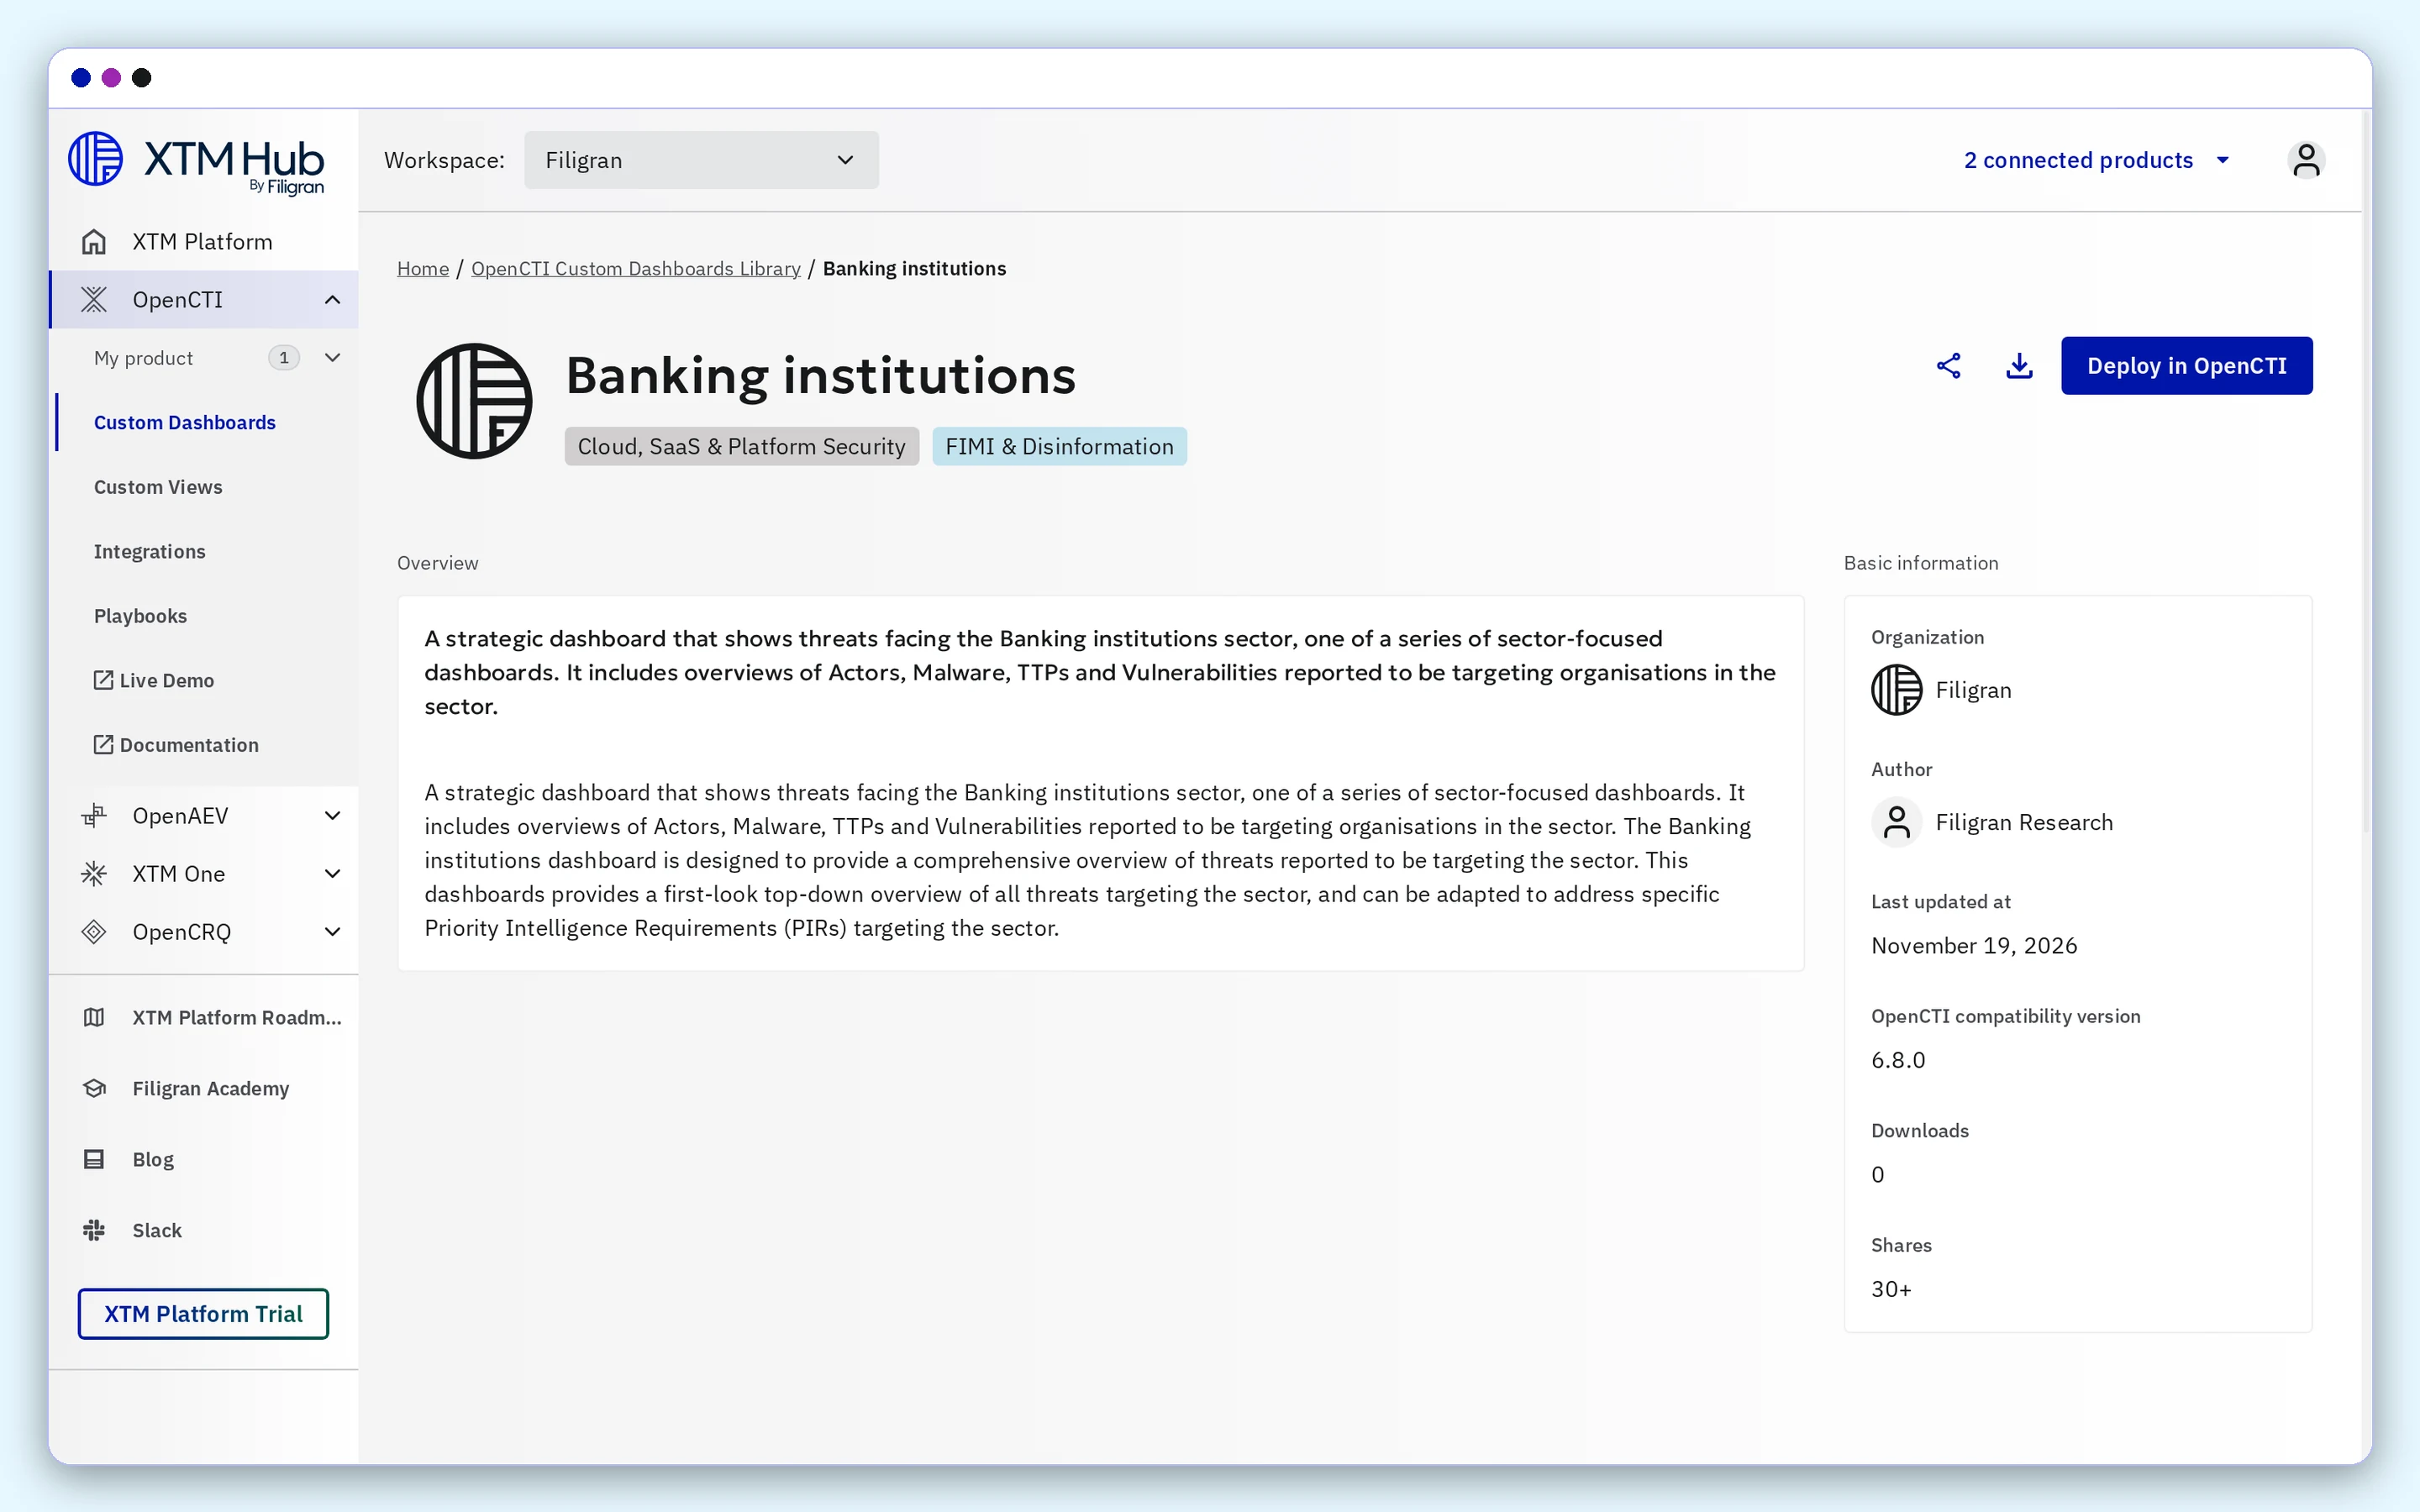 XTM Hub
By Filigran
Workspace:
Filigran
2 connected products
XTM Platform
OpenCTI
My product
1
Custom Dashboards
Custom Views
Integrations
Playbooks
Live Demo
Documentation
OpenAEV
XTM One
OpenCRQ
XTM Platform Roadm...
Filigran Academy
Blog
Slack
XTM Platform Trial
Home / OpenCTI Custom Dashboards Library / Banking institutions
Banking institutions
Cloud, SaaS & Platform Security
FIMI & Disinformation
Deploy in OpenCTI
Overview
A strategic dashboard that shows threats facing the Banking institutions sector, one of a series of sector-focused
dashboards. It includes overviews of Actors, Malware, TTPs and Vulnerabilities reported to be targeting organisations in the
sector.
A strategic dashboard that shows threats facing the Banking institutions sector, one of a series of sector-focused dashboards. It
includes overviews of Actors, Malware, TTPs and Vulnerabilities reported to be targeting organisations in the sector. The Banking
institutions dashboard is designed to provide a comprehensive overview of threats reported to be targeting the sector. This
dashboards provides a first-look top-down overview of all threats targeting the sector, and can be adapted to address specific
Priority Intelligence Requirements (PIRs) targeting the sector.
Basic information
Organization
Filigran
Author
Filigran Research
Last updated at
November 19, 2026
OpenCTI compatibility version
6.8.0
Downloads
0
Shares
30+